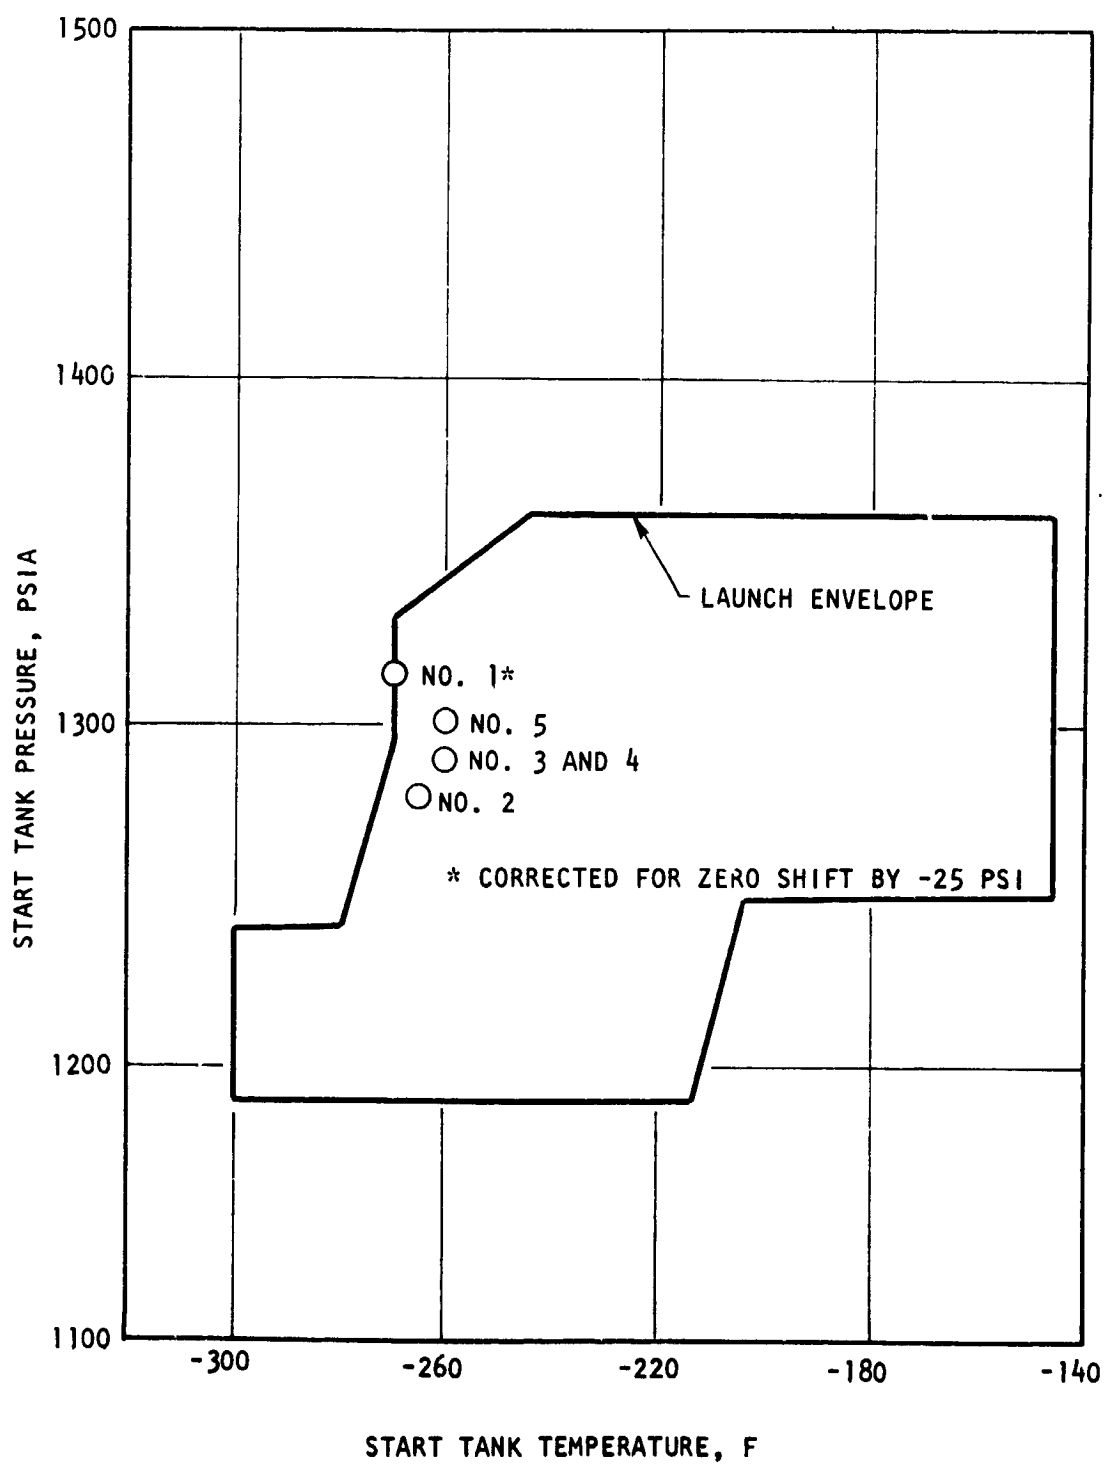 1500
1400
1300
1200
1100
START TANK PRESSURE, PSIA
LAUNCH ENVELOPE
NO. 1*
NO. 5
NO. 3 AND 4
NO. 2
* CORRECTED FOR ZERO SHIFT BY -25 PSI
-300 -260 -220 -180 -140
START TANK TEMPERATURE, F